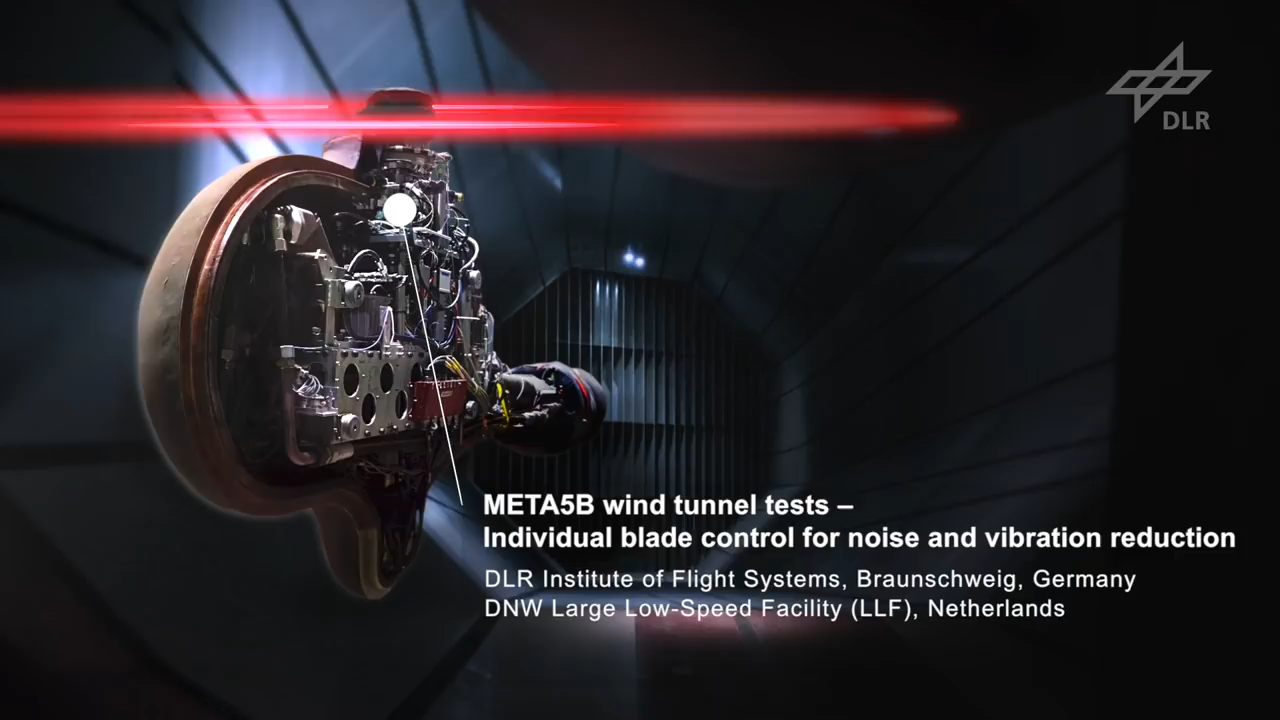 DLR
META5B wind tunnel tests –
Individual blade control for noise and vibration reduction
DLR Institute of Flight Systems, Braunschweig, Germany
DNW Large Low-Speed Facility (LLF), Netherlands